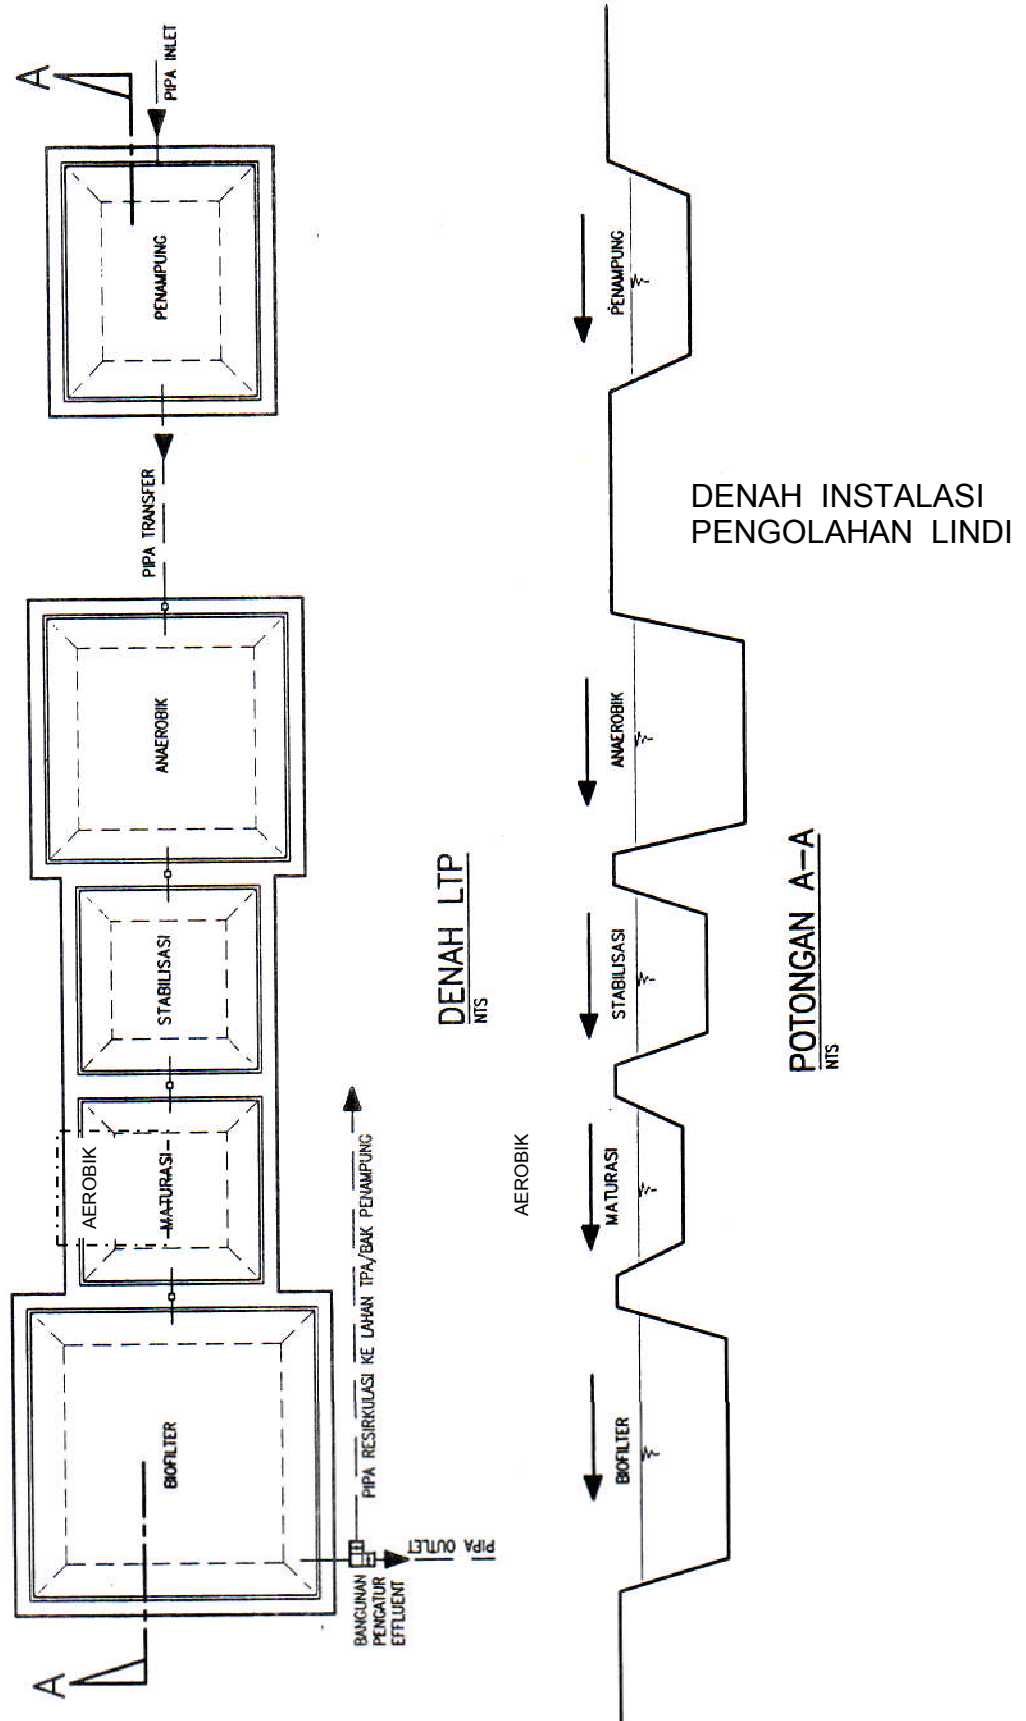 A
PIPA INLET
PENAMPUNG
PIPA TRANSFER
ANAEROBIK
STABILISASI
AEROBIK
MATURASI
BIOFILTER
PIPA RESIRKULASI KE LAHAN TPA/BAK PENAMPUNG
BANGUNAN
PENGATUR
EFFLUENT
PIPA OUTLET
A
DENAH LTP
NTS
DENAH INSTALASI
PENGOLAHAN LINDI
PENAMPUNG
ANAEROBIK
STABILISASI
AEROBIK
MATURASI
BIOFILTER
POTONGAN A-A
NTS